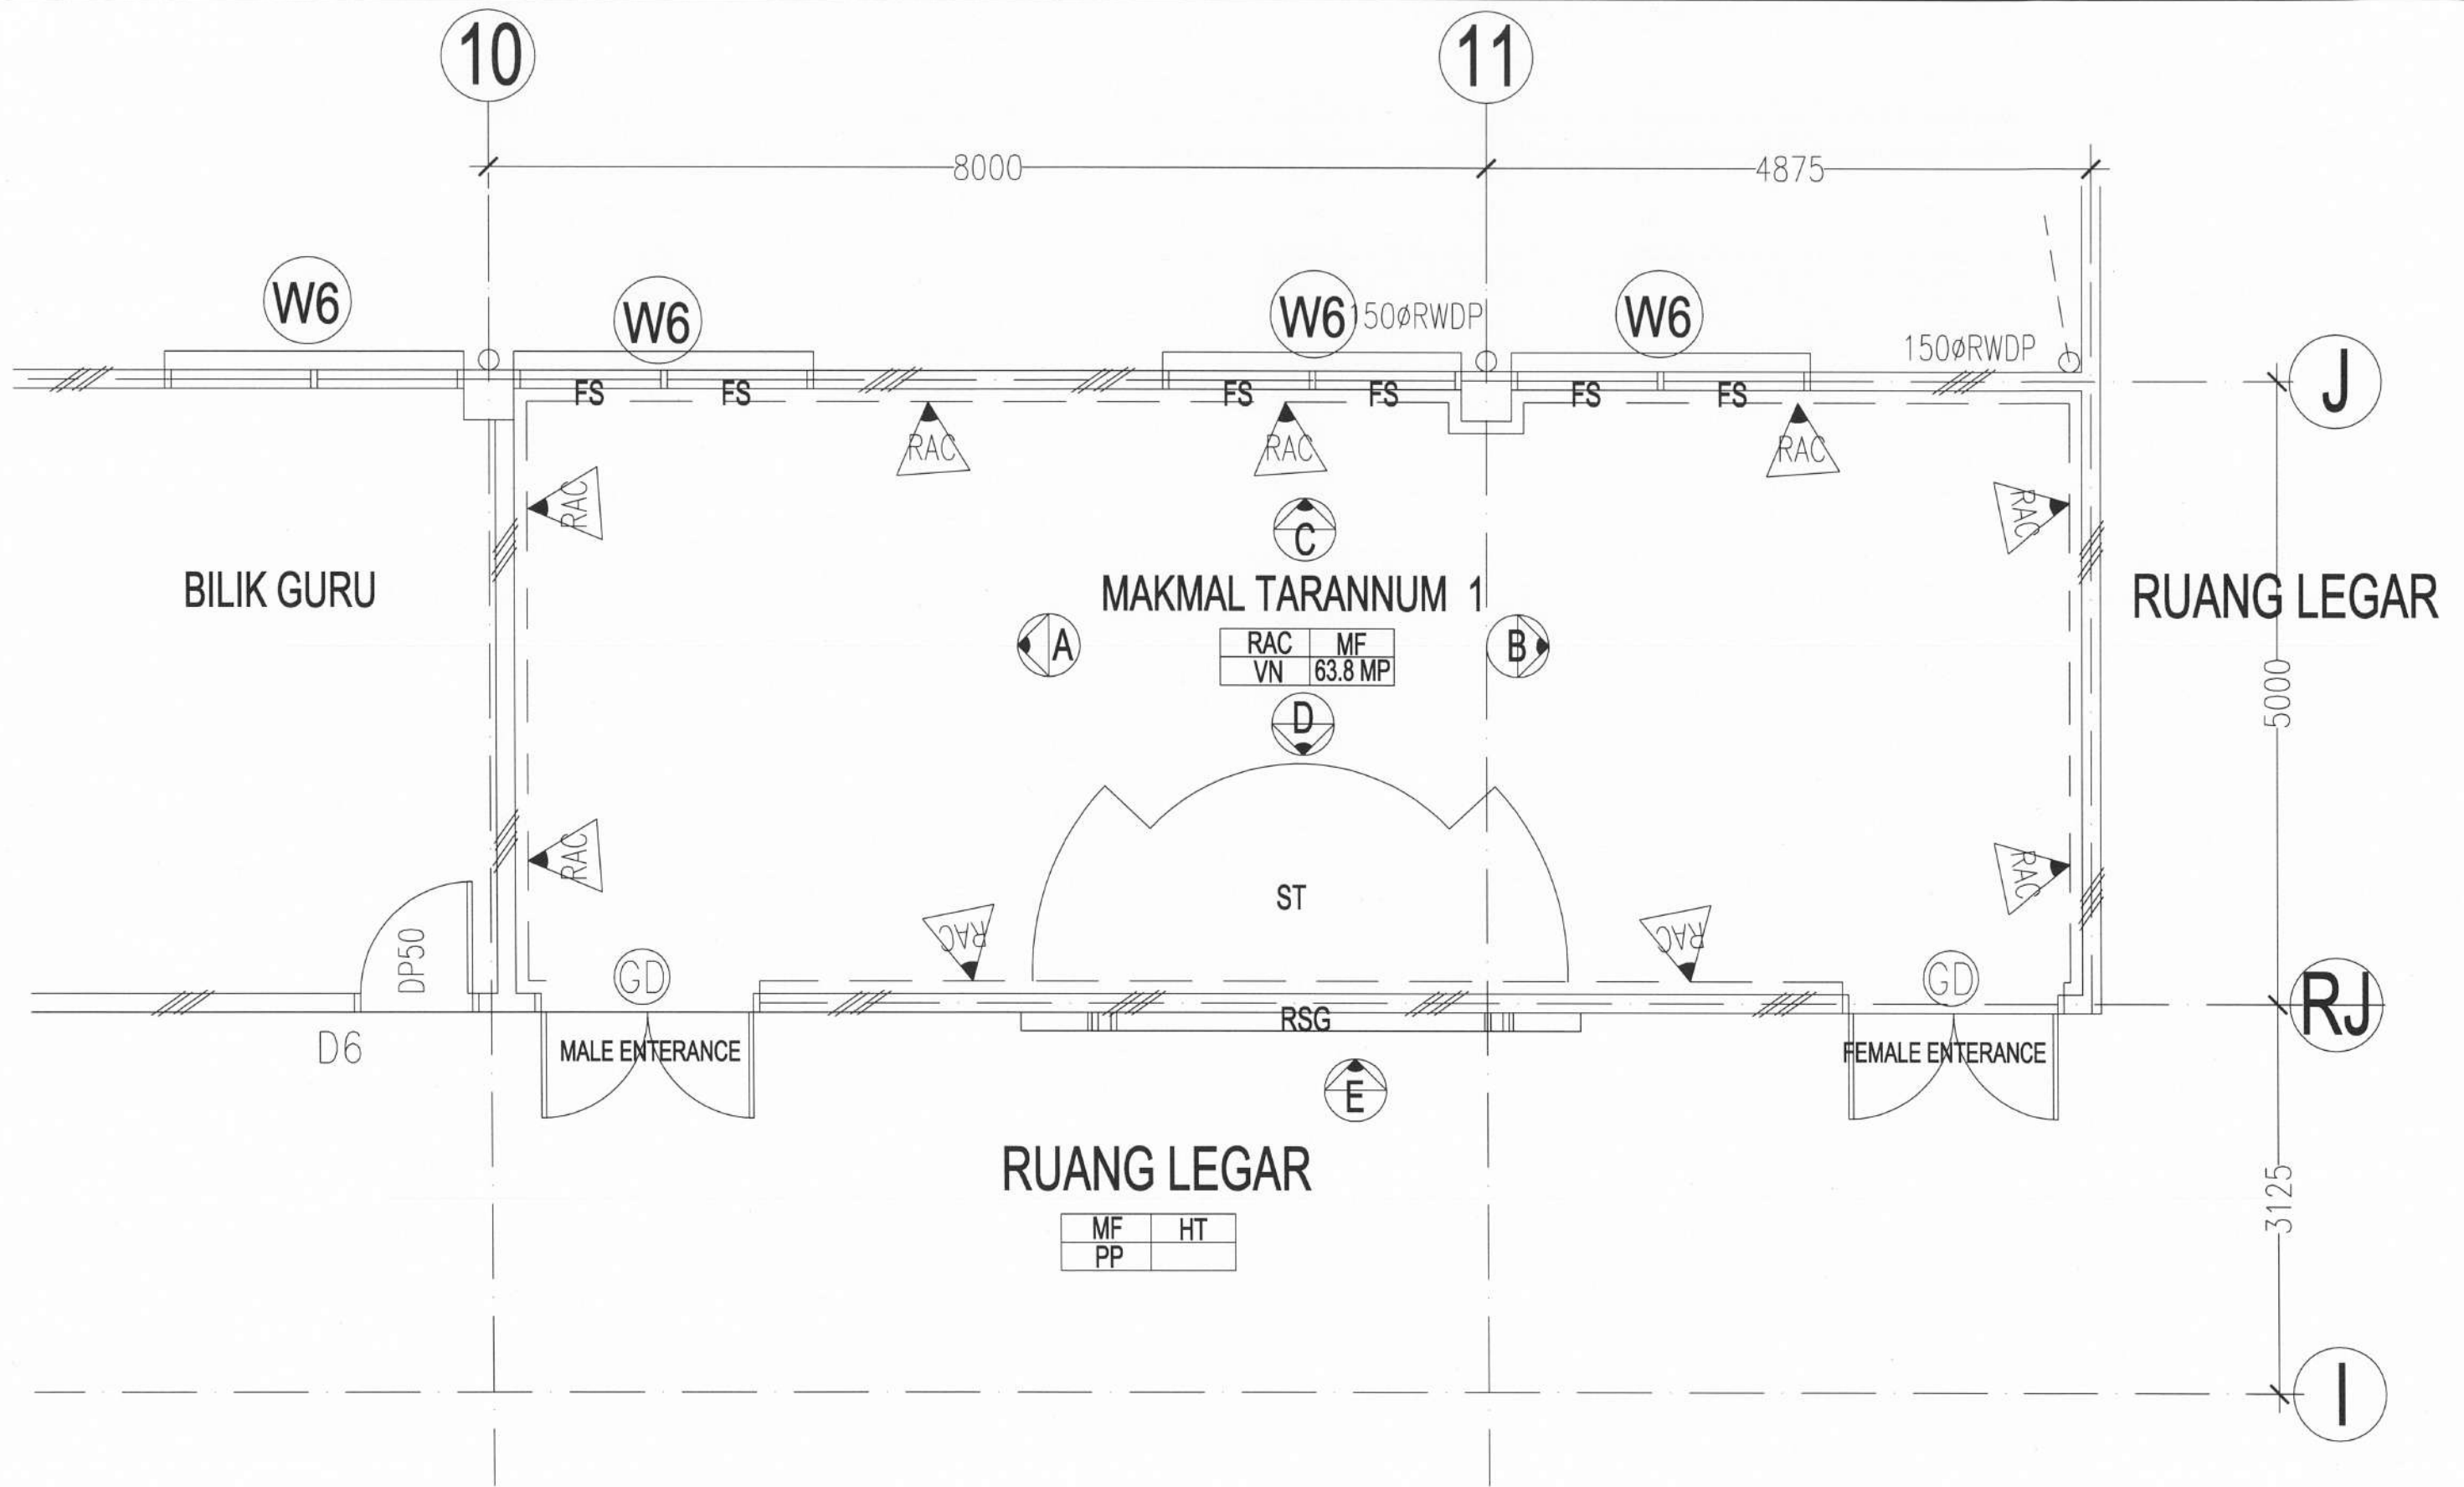 10
11
8000
4875
W6
W6
W6
150øRWDP
W6
150øRWDP
FS
FS
FS
FS
FS
FS
J
RAC
RAC
RAC
RAC
RAC
C
BILIK GURU
MAKMAL TARANNUM 1
RUANG LEGAR
A
RAC MF
VN 63.8 MP
B
5000
D
RAC
RAC
ST
RAC
RAC
DP50
GD
GD
RSG
RJ
D6
MALE ENTERANCE
FEMALE ENTERANCE
E
RUANG LEGAR
3125
MF HT
PP
I